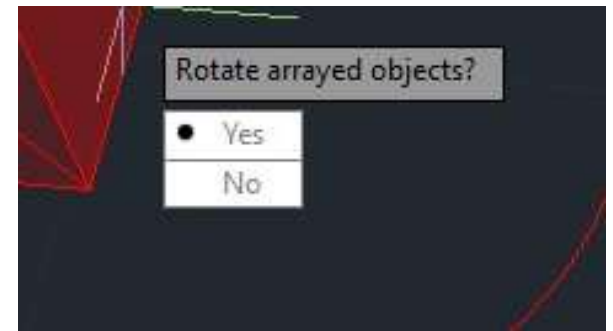 Rotate arrayed objects?
Yes
No